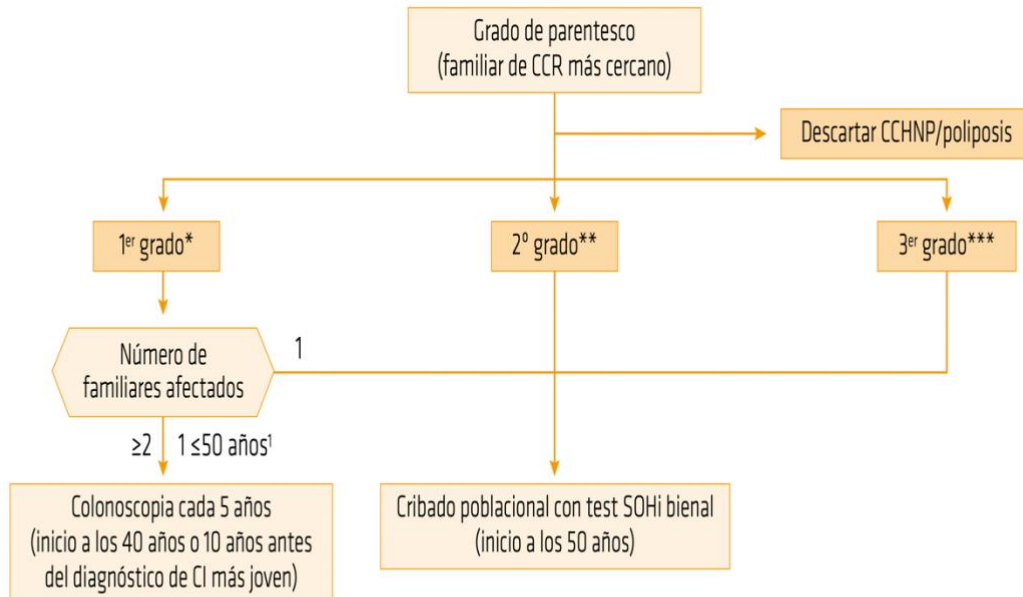 Grado de parentesco
(familiar de CCR más cercano)
Descartar CCHNP/poliposis
1er grado*
2º grado**
3er grado***
Número de
familiares afectados
1
≥2
1 ≤50 años¹
Colonoscopia cada 5 años
(inicio a los 40 años o 10 años antes
del diagnóstico de CI más joven)
Cribado poblacional con test SOHi bienal
(inicio a los 50 años)